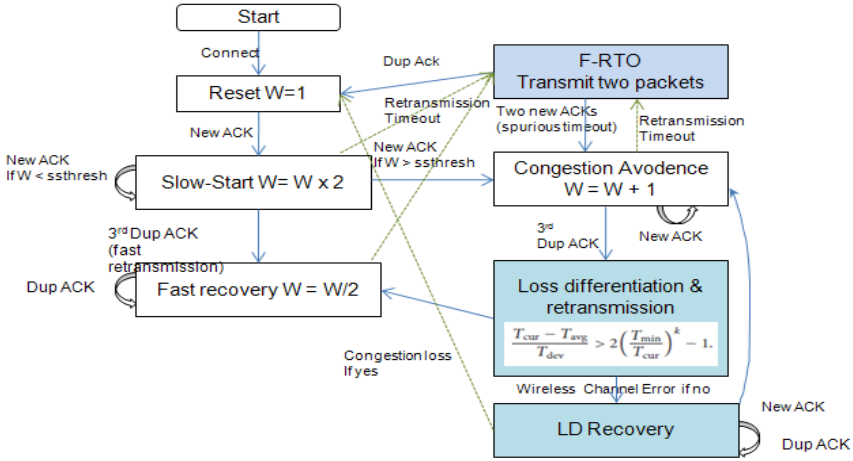 Start
Connect
Dup Ack
F-RTO
Transmit two packets
Reset W=1
Retransmission
Timeout
Two new ACKs
(spurious timeout)
Retransmission
Timeout
New ACK
New ACK
If W < ssthresh
Slow-Start W= W x 2
New ACK
If W > ssthresh
Congestion Avodence
W = W + 1
3rd Dup ACK
(fast
retransmission)
3rd
Dup ACK
New ACK
Dup ACK
Fast recovery W = W/2
Loss differentiation &
retransmission
(T_cur − T_avg)/T_dev > 2(T_min/T_cur)^k − 1.
Congestion loss
If yes
Wireless Channel Error if no
LD Recovery
New ACK
Dup ACK